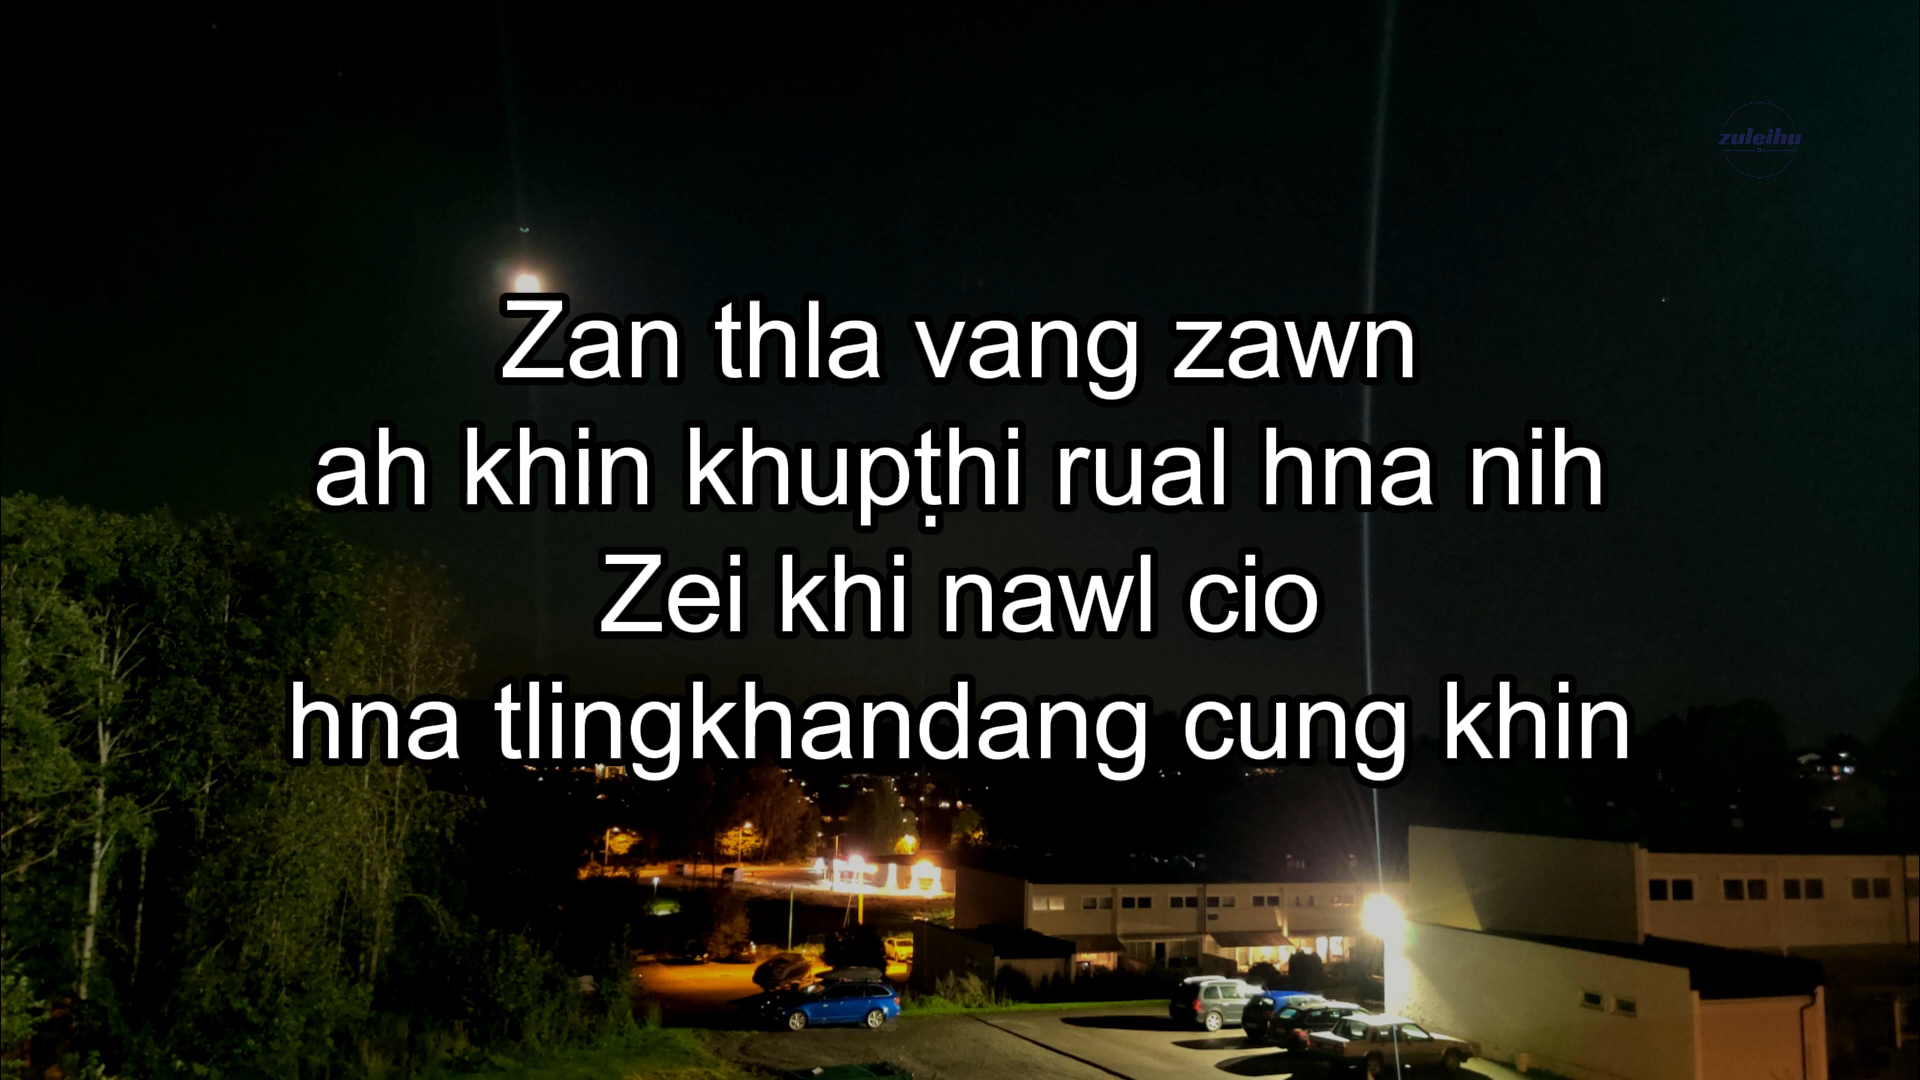 zuleihu
Zan thla vang zawn
ah khin khupṭhi rual hna nih
Zei khi nawl cio
hna tlingkhandang cung khin